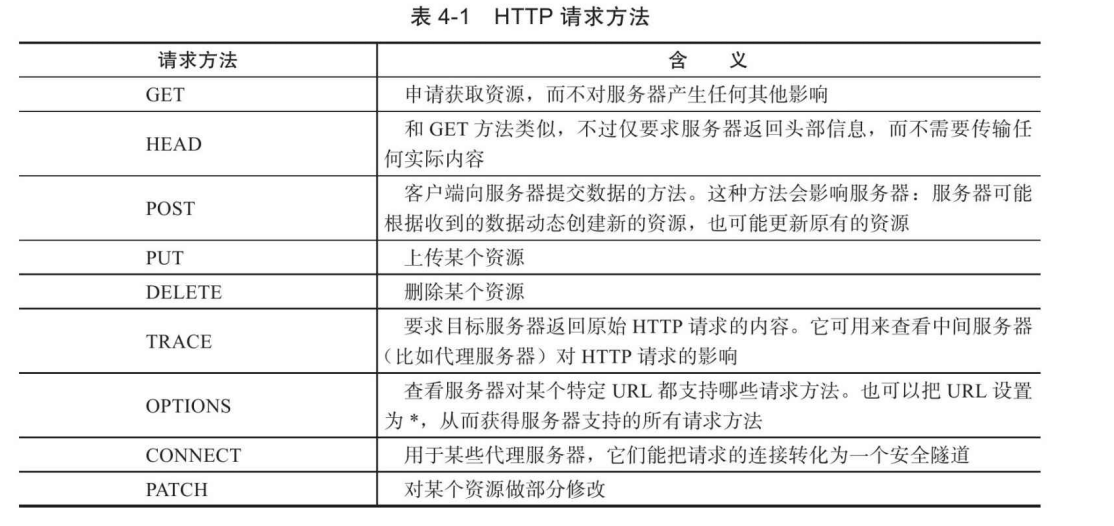 表 4-1 HTTP 请求方法
请求方法 含 义
GET 申请获取资源，而不对服务器产生任何其他影响
HEAD 和 GET 方法类似，不过仅要求服务器返回头部信息，而不需要传输任
何实际内容
POST 客户端向服务器提交数据的方法。这种方法会影响服务器：服务器可能
根据收到的数据动态创建新的资源，也可能更新原有的资源
PUT 上传某个资源
DELETE 删除某个资源
TRACE 要求目标服务器返回原始 HTTP 请求的内容。它可用来查看中间服务器
（比如代理服务器）对 HTTP 请求的影响
OPTIONS 查看服务器对某个特定 URL 都支持哪些请求方法。也可以把 URL 设置
为 *，从而获得服务器支持的所有请求方法
CONNECT 用于某些代理服务器，它们能把请求的连接转化为一个安全隧道
PATCH 对某个资源做部分修改